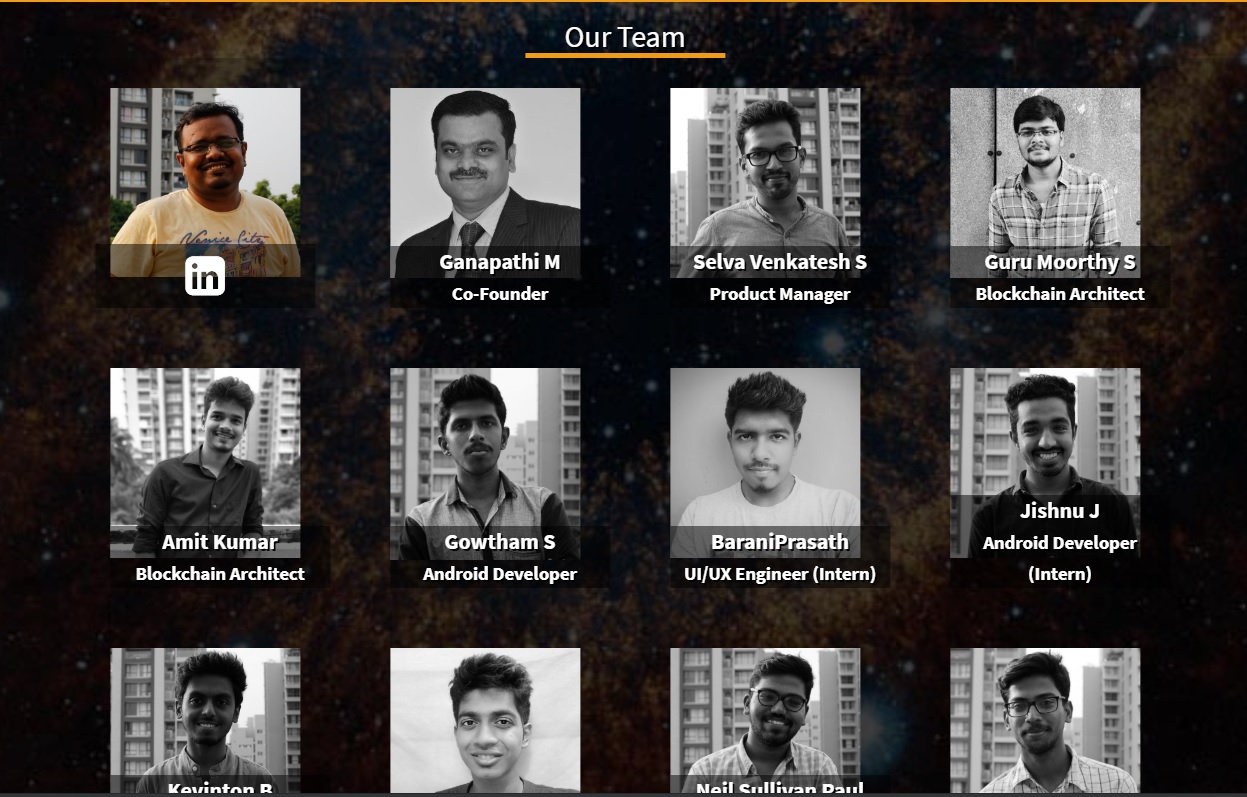 Our Team
Venice
in
Ganapathi M
Co-Founder
Selva Venkatesh S
Product Manager
Guru Moorthy S
Blockchain Architect
Amit Kumar
Blockchain Architect
Gowtham S
Android Developer
BaraniPrasath
UI/UX Engineer (Intern)
Jishnu J
Android Developer
(Intern)
Kevinton B
Neil Sullivan Paul